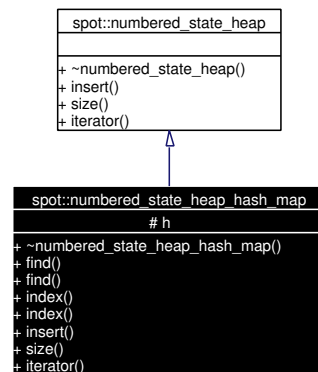 spot::numbered_state_heap
+ ~numbered_state_heap()
+ insert()
+ size()
+ iterator()
spot::numbered_state_heap_hash_map
# h
+ ~numbered_state_heap_hash_map()
+ find()
+ find()
+ index()
+ index()
+ insert()
+ size()
+ iterator()